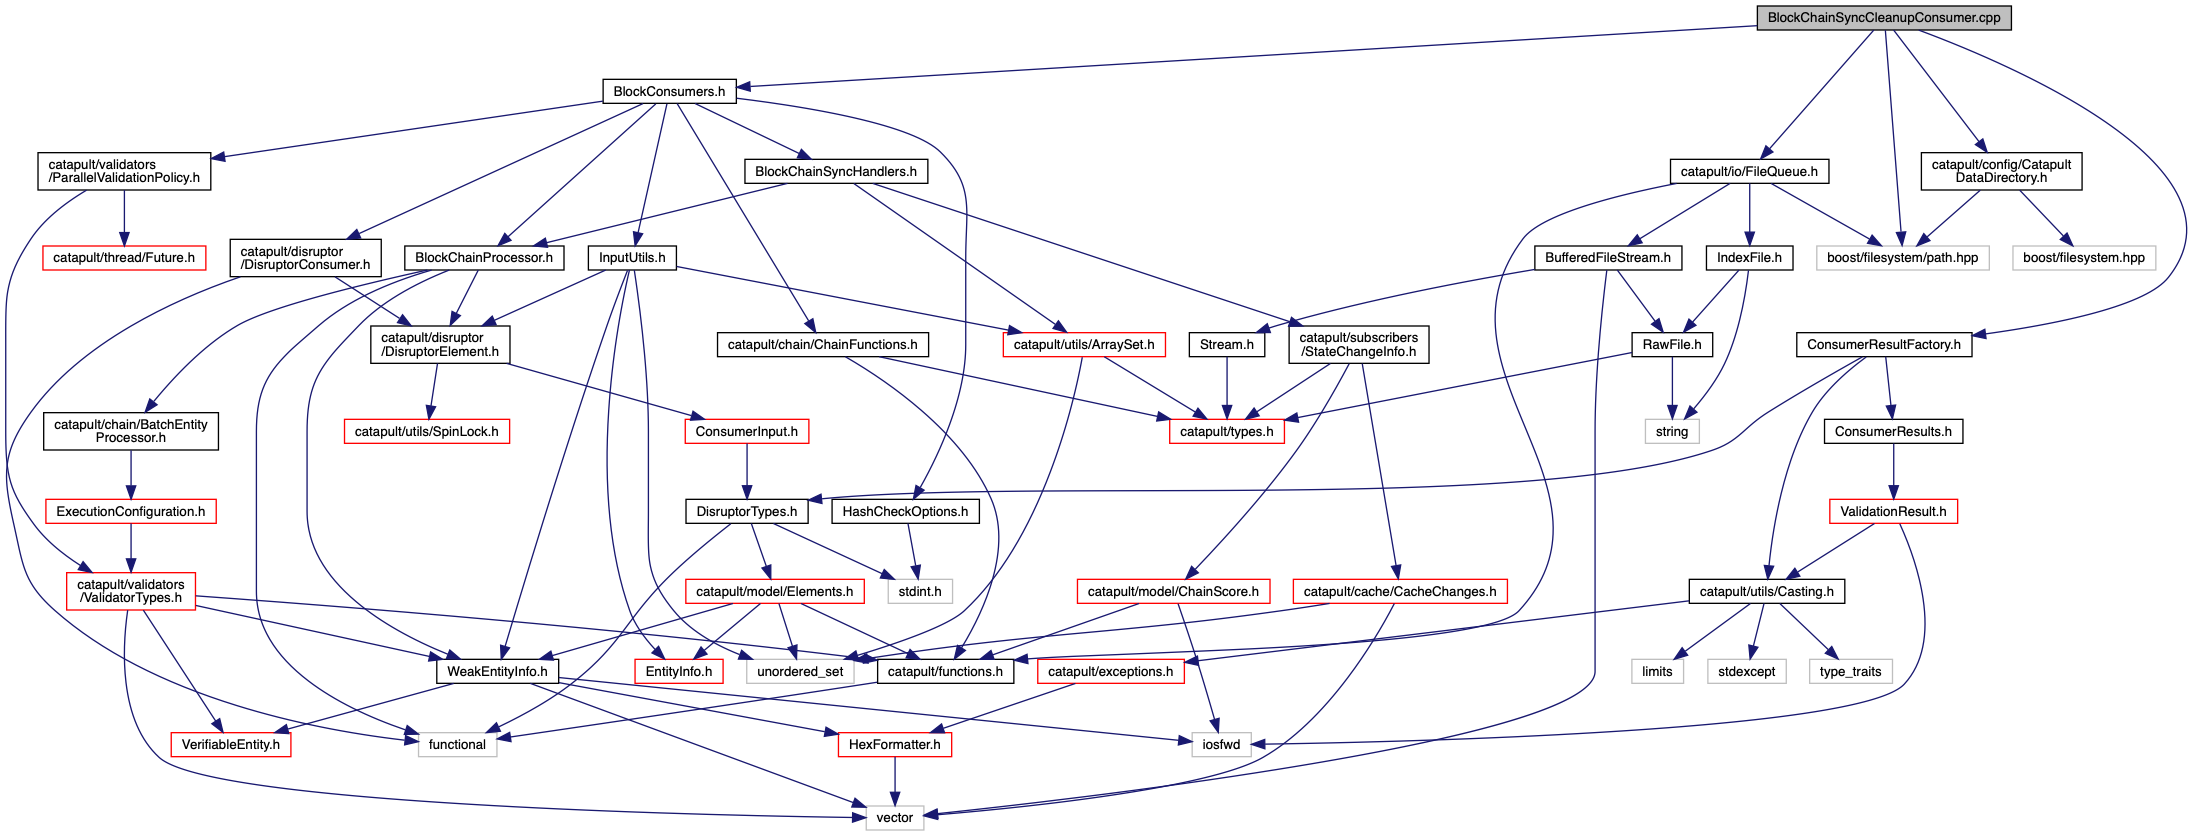 BlockChainSyncCleanupConsumer.cpp
BlockConsumers.h
catapult/validators
/ParallelValidationPolicy.h
BlockChainSyncHandlers.h
catapult/io/FileQueue.h
catapult/config/Catapult
DataDirectory.h
catapult/thread/Future.h
catapult/disruptor
/DisruptorConsumer.h
BlockChainProcessor.h
InputUtils.h
BufferedFileStream.h
IndexFile.h
boost/filesystem/path.hpp
boost/filesystem.hpp
catapult/disruptor
/DisruptorElement.h
catapult/chain/ChainFunctions.h
catapult/utils/ArraySet.h
Stream.h
catapult/subscribers
/StateChangeInfo.h
RawFile.h
ConsumerResultFactory.h
catapult/chain/BatchEntity
Processor.h
catapult/utils/SpinLock.h
ConsumerInput.h
catapult/types.h
string
ConsumerResults.h
ExecutionConfiguration.h
DisruptorTypes.h
HashCheckOptions.h
ValidationResult.h
catapult/validators
/ValidatorTypes.h
catapult/model/Elements.h
stdint.h
catapult/model/ChainScore.h
catapult/cache/CacheChanges.h
catapult/utils/Casting.h
WeakEntityInfo.h
EntityInfo.h
unordered_set
catapult/functions.h
catapult/exceptions.h
limits
stdexcept
type_traits
VerifiableEntity.h
functional
HexFormatter.h
iosfwd
vector